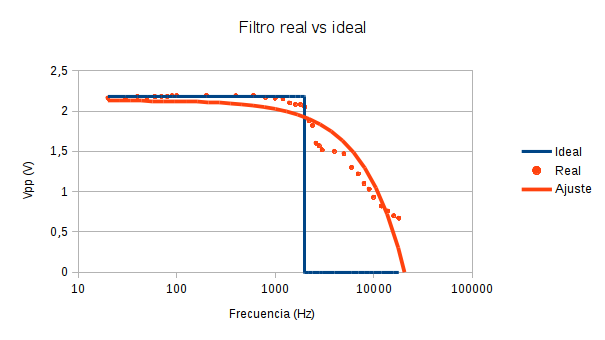 Filtro real vs ideal
2,5
2
1,5
1
0,5
0
Vpp (V)
10 100 1000 10000 100000
Frecuencia (Hz)
Ideal
Real
Ajuste